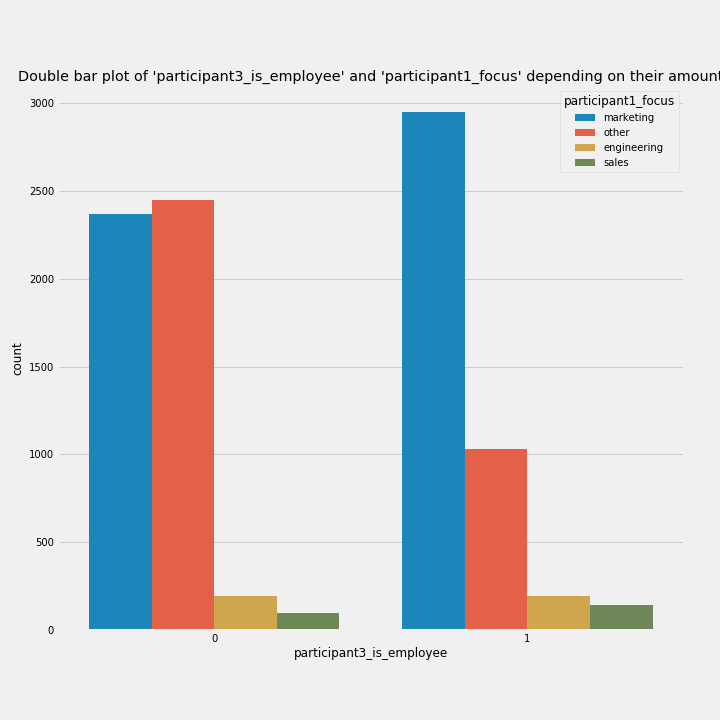 Double bar plot of 'participant3_is_employee' and 'participant1_focus' depending on their amount
participant1_focus
marketing
other
engineering
sales
3000
2500
2000
1500
1000
500
0
count
0 1
participant3_is_employee